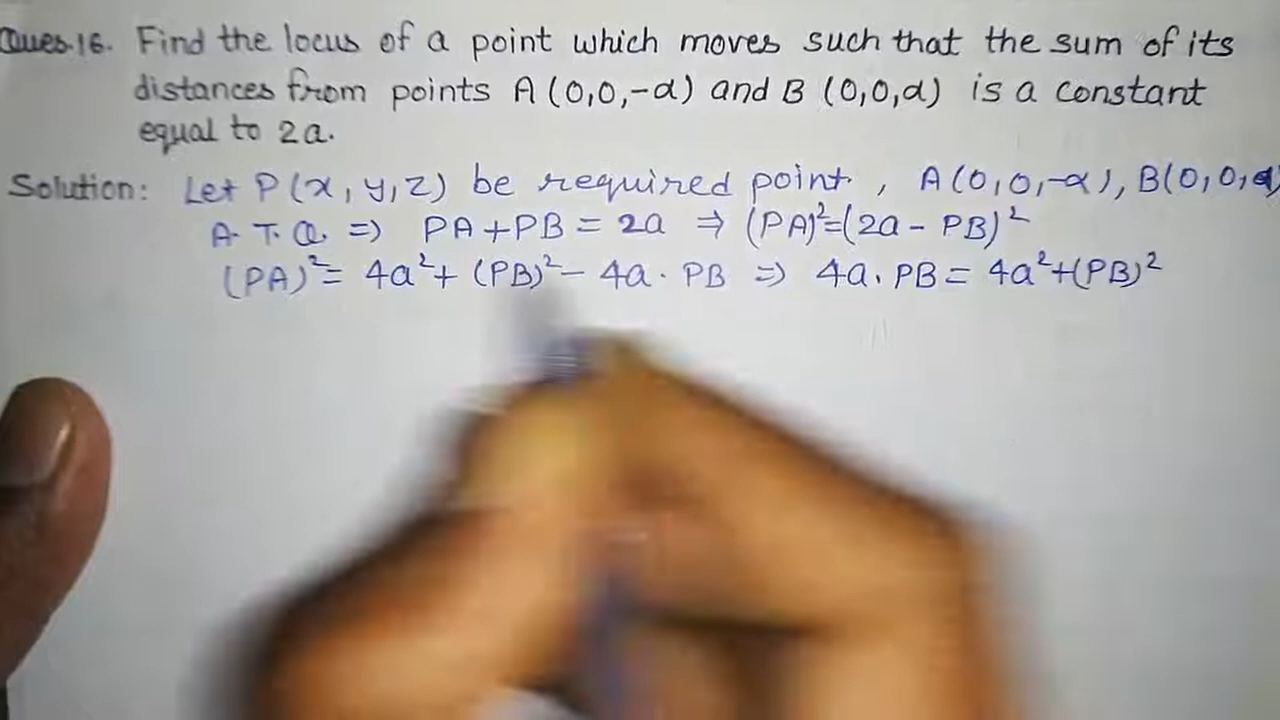 Ques.16. Find the locus of a point which moves such that the sum of its
distances from points A (0,0,-α) and B (0,0,α) is a constant
equal to 2a.
Solution: Let P(x, y, z) be required point, A(0, 0, -α), B(0, 0, α)
A.T.Q. => PA + PB = 2a ⇒ (PA)² = (2a - PB)²
(PA)² = 4a² + (PB)² - 4a · PB => 4a. PB = 4a² + (PB)²